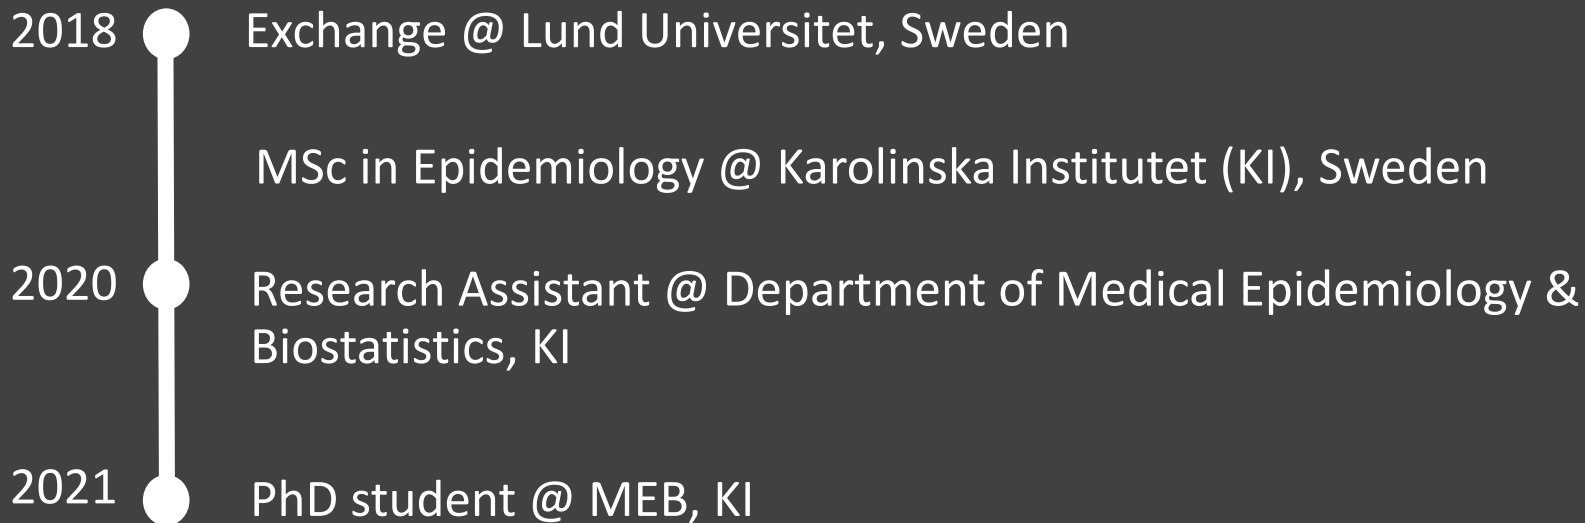 2018 Exchange @ Lund Universitet, Sweden
MSc in Epidemiology @ Karolinska Institutet (KI), Sweden
2020 Research Assistant @ Department of Medical Epidemiology &
Biostatistics, KI
2021 PhD student @ MEB, KI